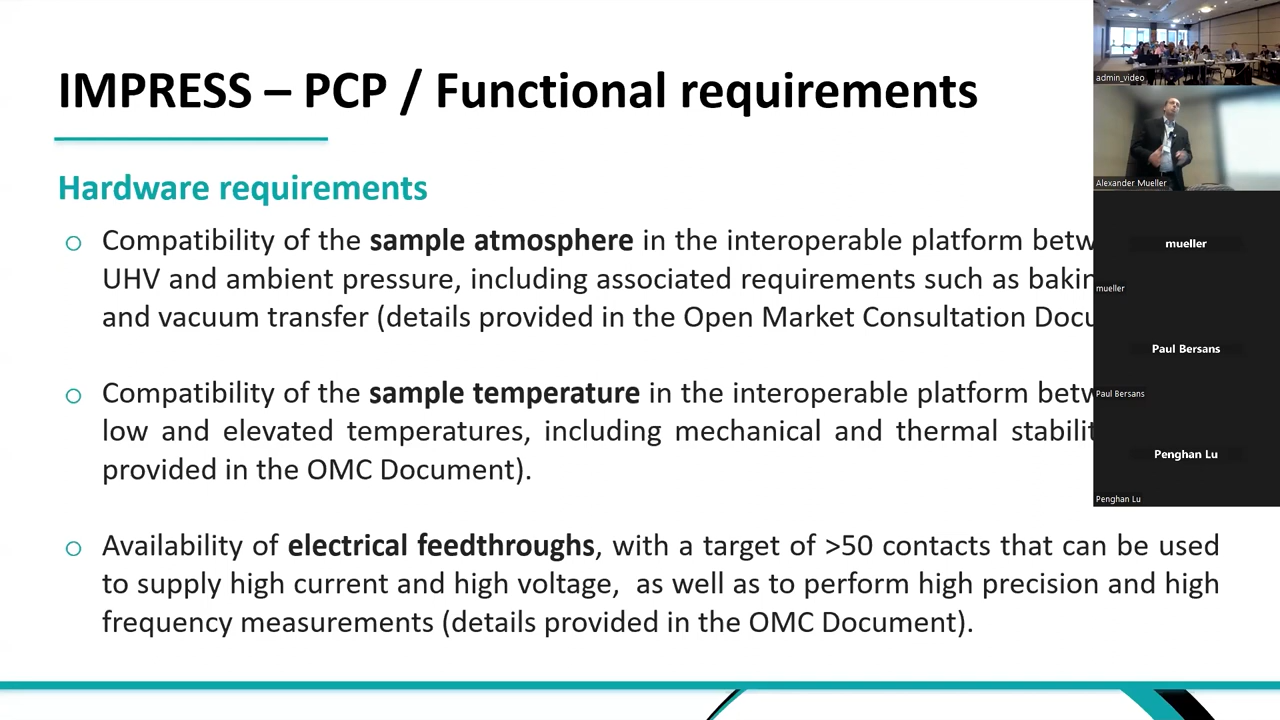 IMPRESS – PCP / Functional requirements
Hardware requirements
Compatibility of the sample atmosphere in the interoperable platform betw
UHV and ambient pressure, including associated requirements such as bakin
and vacuum transfer (details provided in the Open Market Consultation Docu
Compatibility of the sample temperature in the interoperable platform betw
low and elevated temperatures, including mechanical and thermal stabilit
provided in the OMC Document).
Availability of electrical feedthroughs, with a target of >50 contacts that can be used
to supply high current and high voltage, as well as to perform high precision and high
frequency measurements (details provided in the OMC Document).
admin_video
Alexander Mueller
mueller
mueller
Paul Bersans
Paul Bersans
Penghan Lu
Penghan Lu